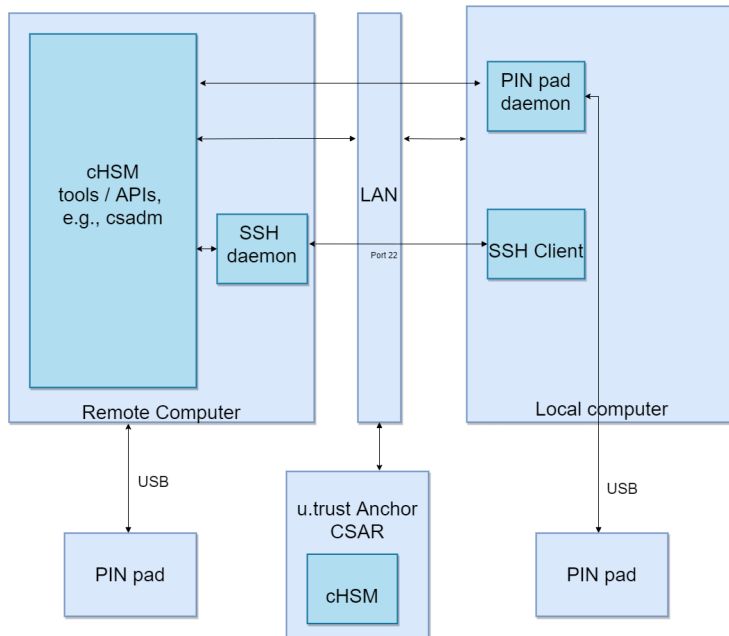 cHSM
tools / APIs,
e.g., csadm
SSH
daemon
Remote Computer
LAN
Port 22
PIN pad
daemon
SSH Client
Local computer
USB
PIN pad
u.trust Anchor
CSAR
cHSM
USB
PIN pad